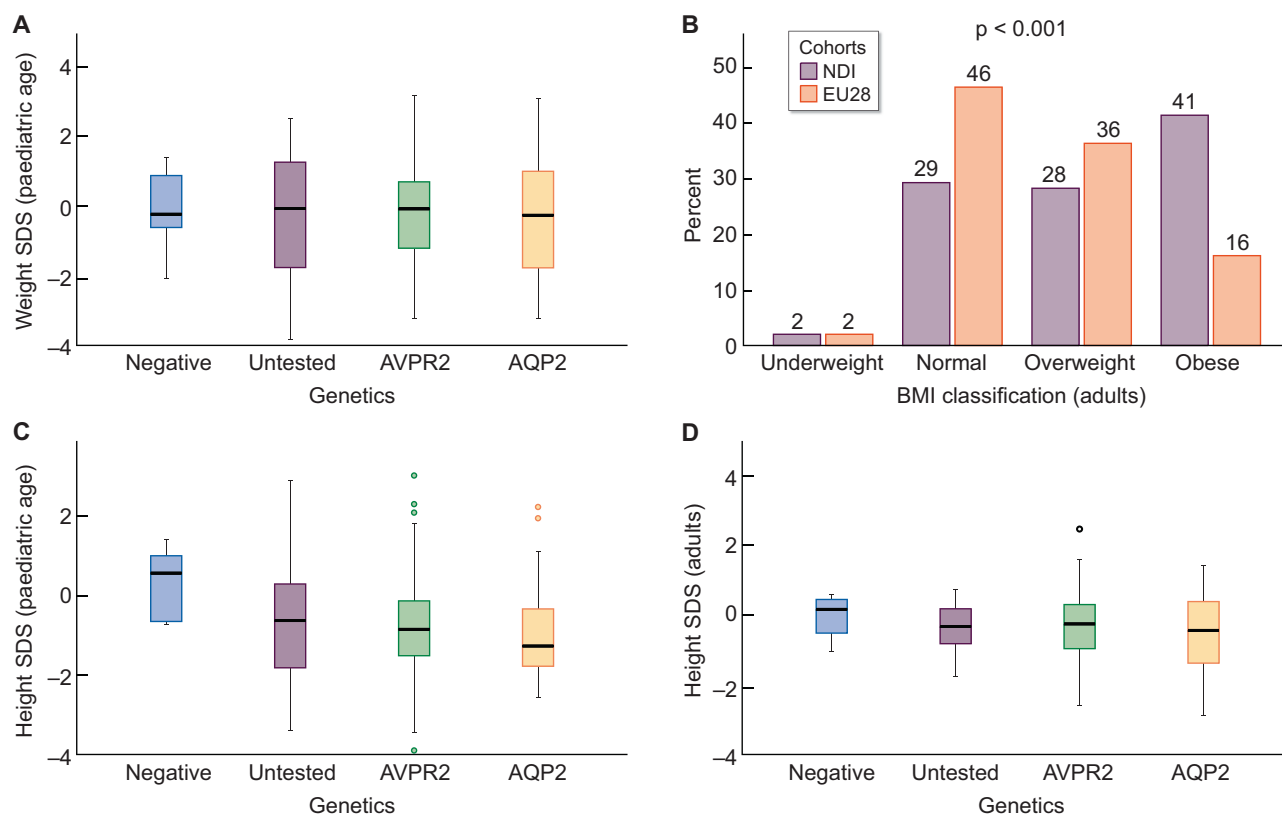 A
Weight SDS (paediatric age)
4
2
0
–2
–4
Negative Untested AVPR2 AQP2
Genetics
B
p < 0.001
Cohorts
NDI
EU28
Percent
50
40
30
20
10
0
2 2 29 46 28 36 41 16
Underweight Normal Overweight Obese
BMI classification (adults)
C
Height SDS (paediatric age)
2
0
–2
–4
Negative Untested AVPR2 AQP2
Genetics
D
Height SDS (adults)
4
2
0
–2
–4
Negative Untested AVPR2 AQP2
Genetics